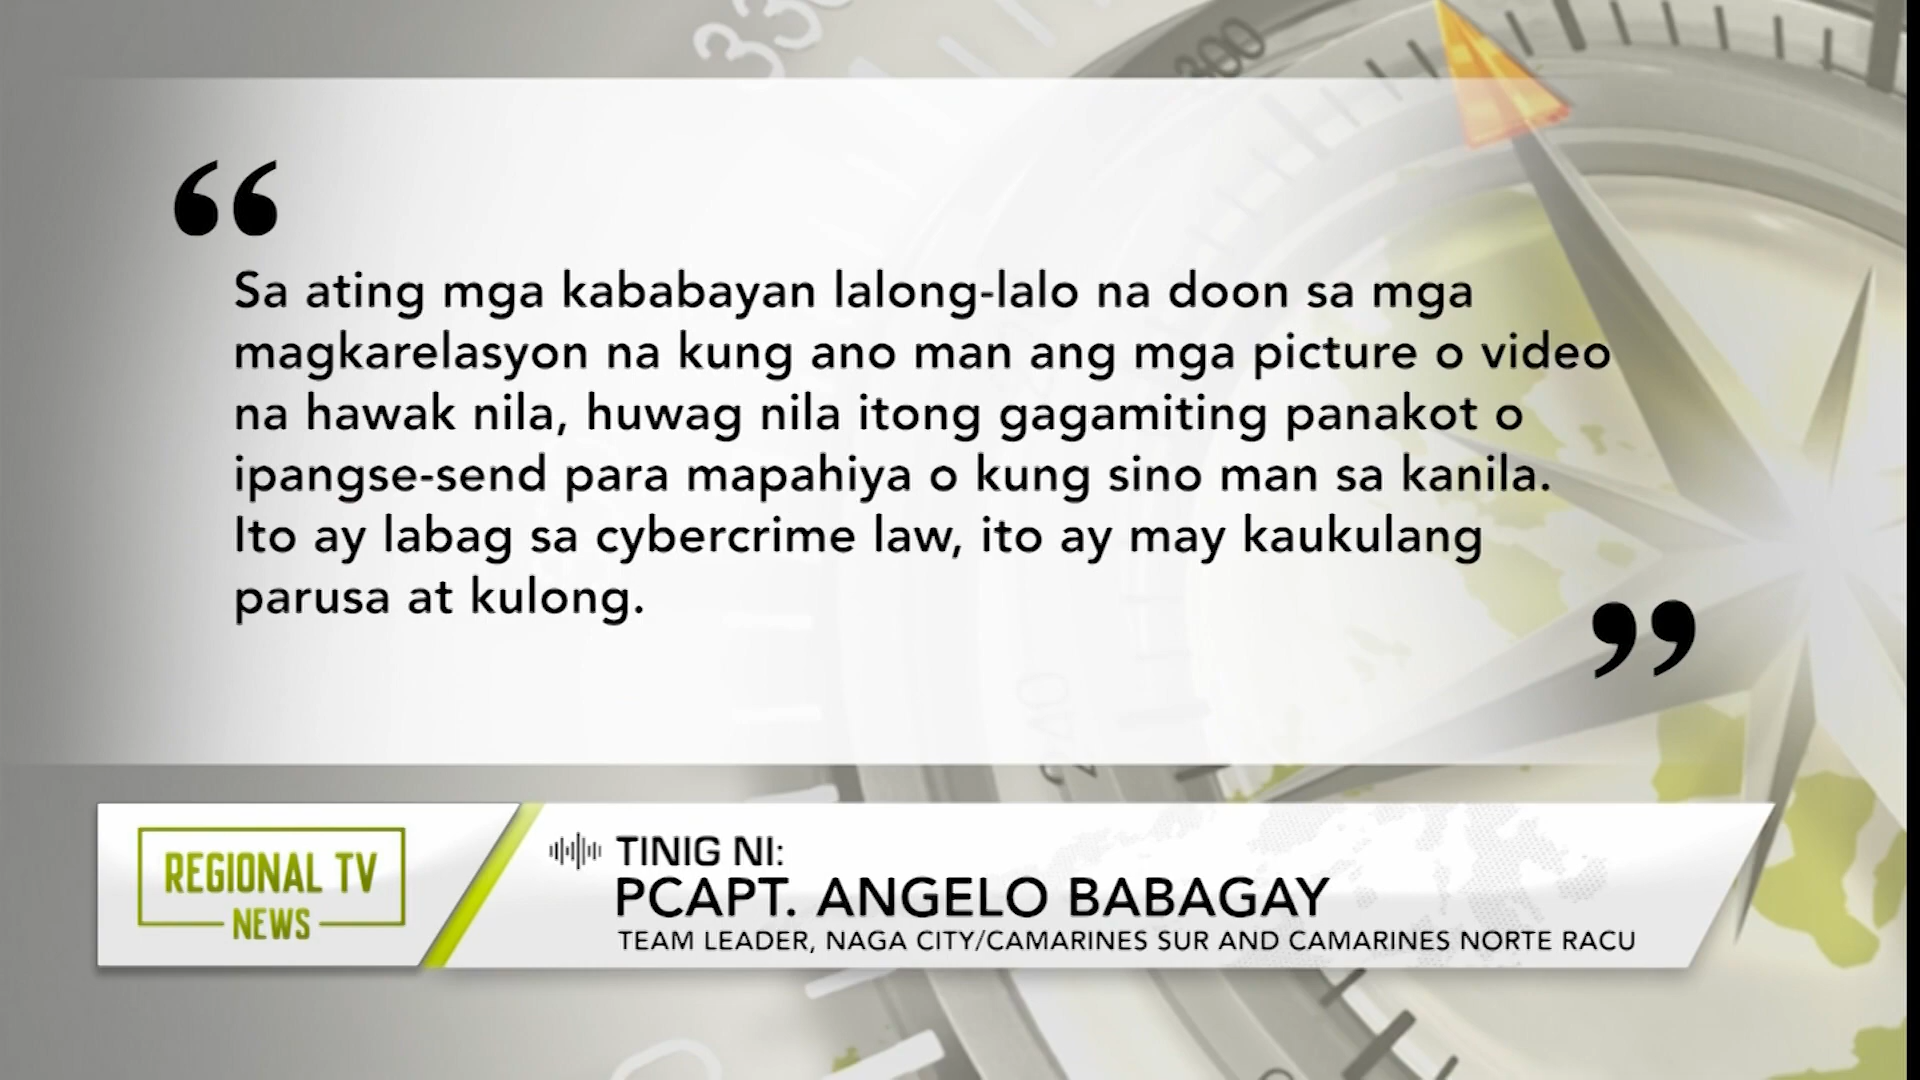 330
300
“
Sa ating mga kababayan lalong-lalo na doon sa mga
magkarelasyon na kung ano man ang mga picture o video
na hawak nila, huwag nila itong gagamiting panakot o
ipangse-send para mapahiya o kung sino man sa kanila.
Ito ay labag sa cybercrime law, ito ay may kaukulang
parusa at kulong.
”
REGIONAL TV
NEWS
TINIG NI:
PCAPT. ANGELO BABAGAY
TEAM LEADER, NAGA CITY/CAMARINES SUR AND CAMARINES NORTE RACU